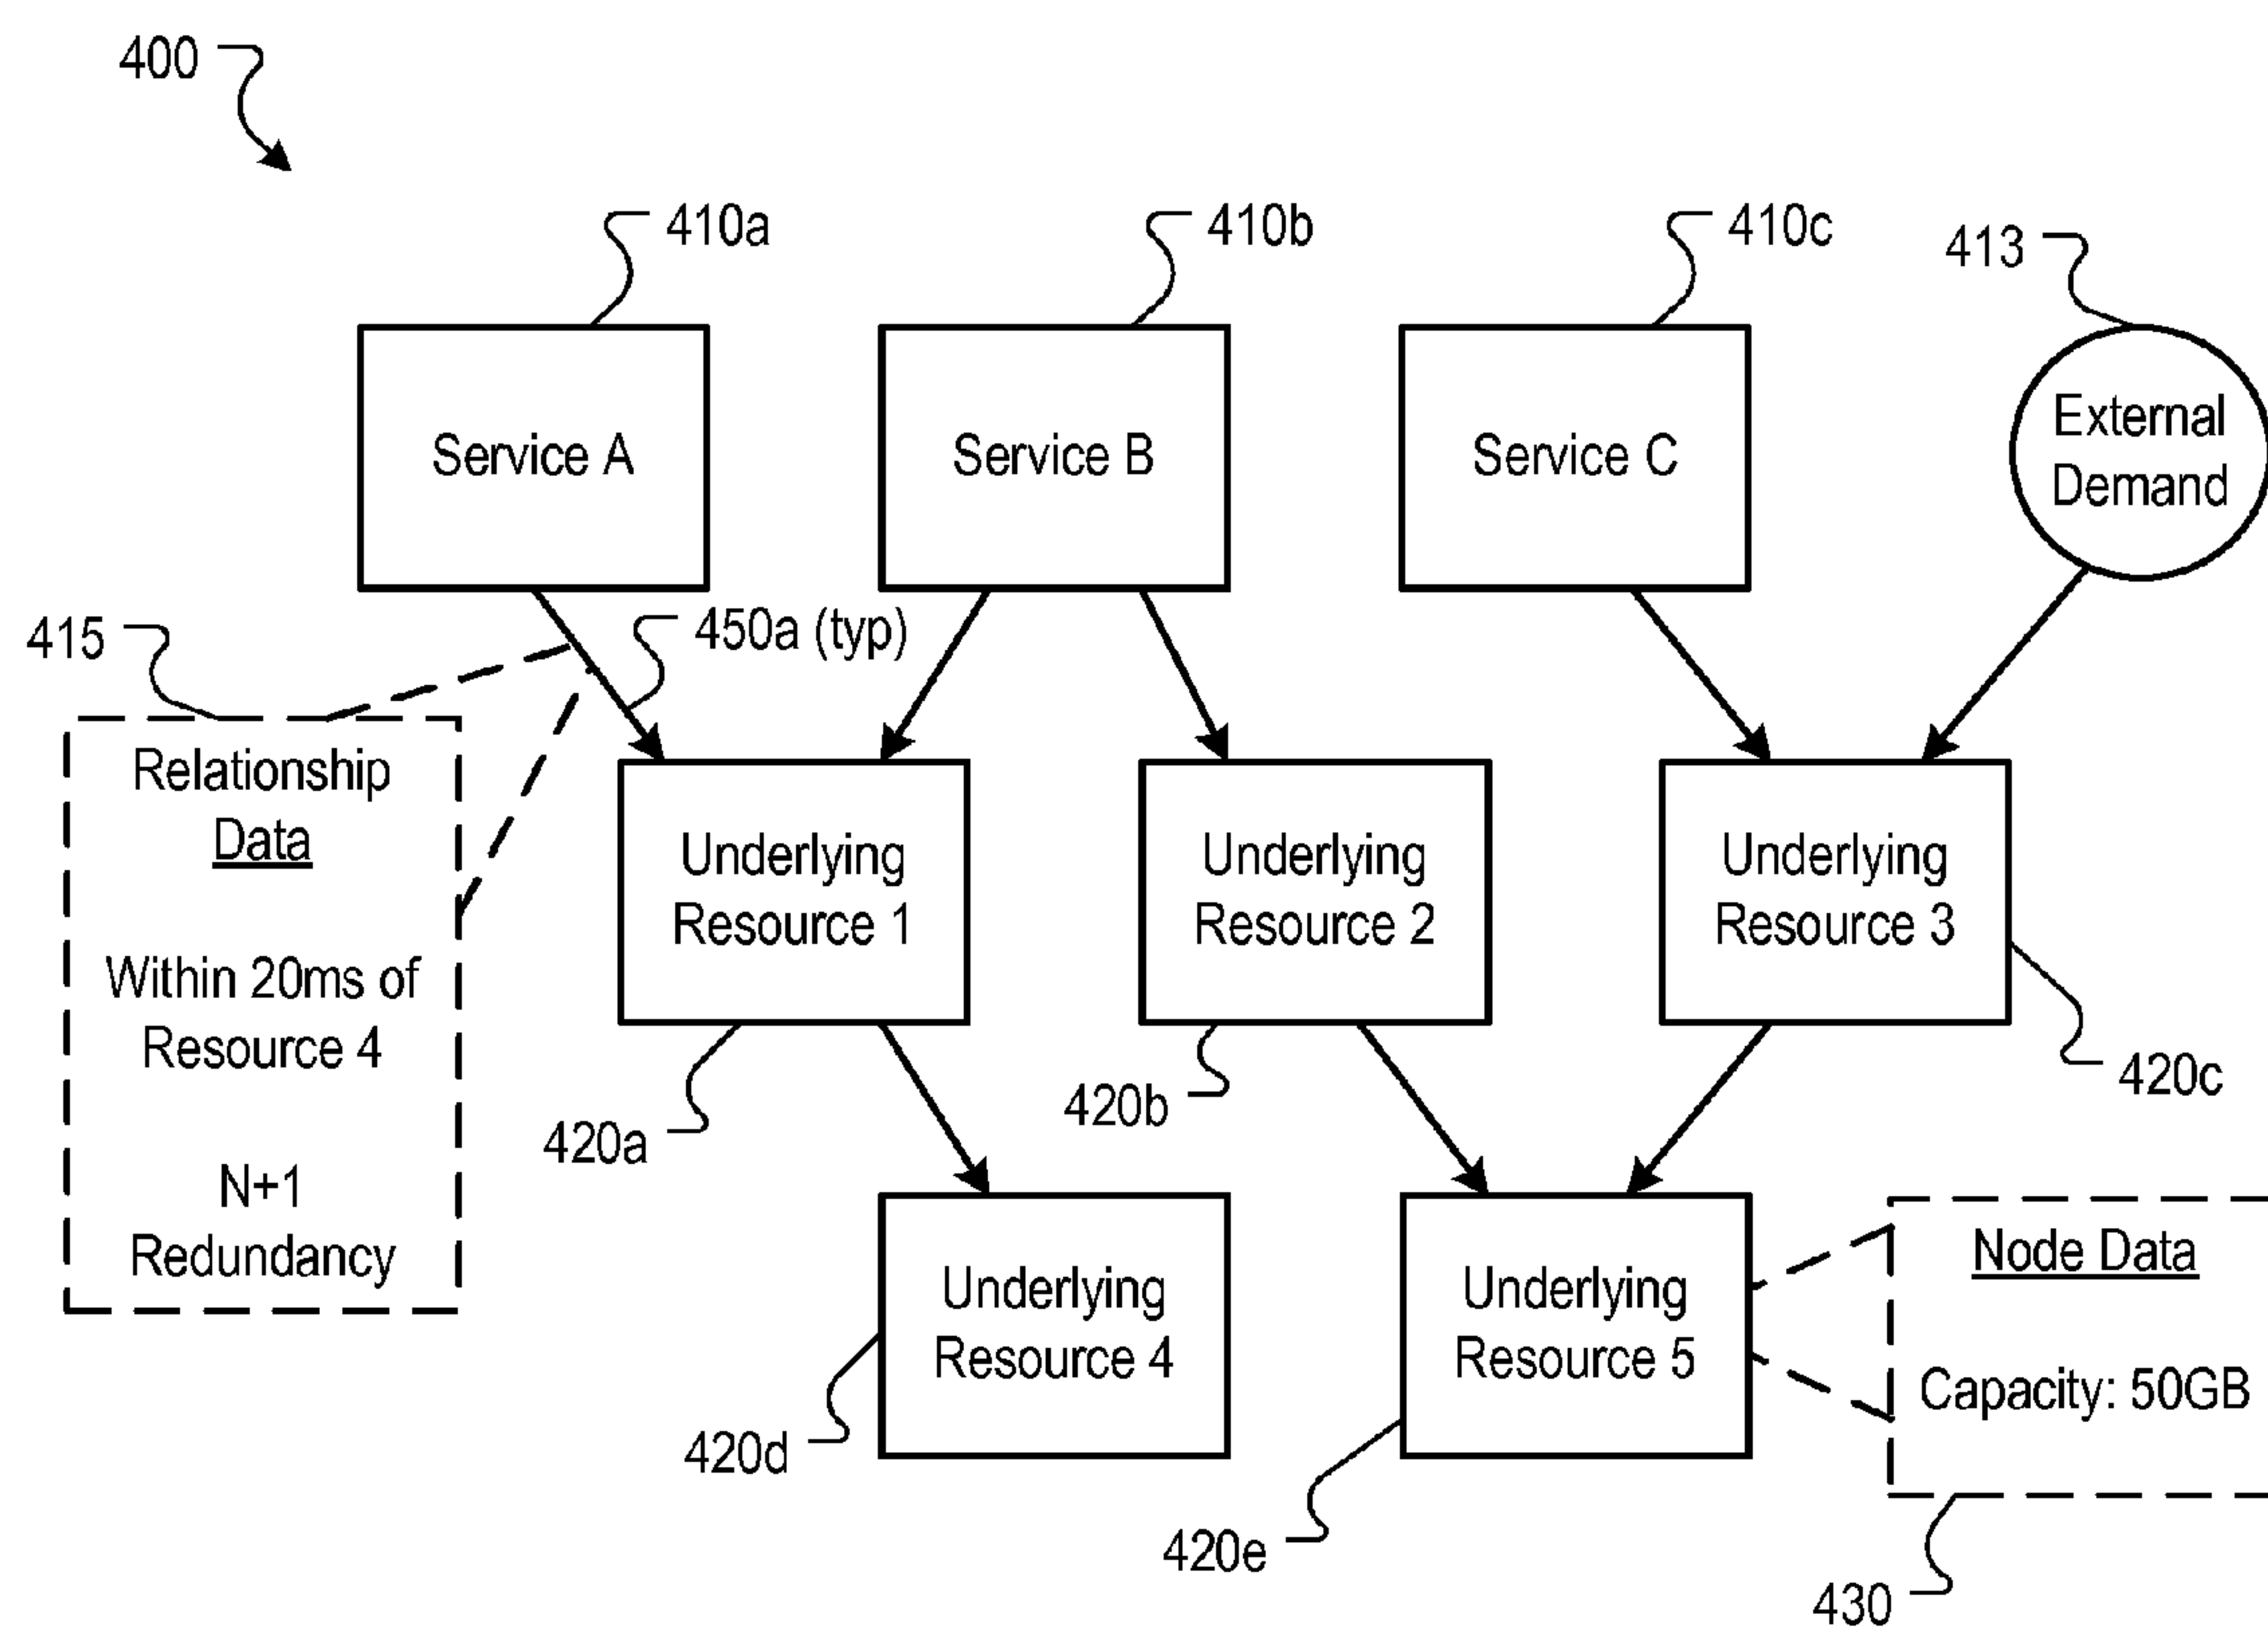 400
410a
410b
410c
413
Service A
Service B
Service C
External
Demand
415
450a (typ)
Relationship
Data
Within 20ms of
Resource 4
N+1
Redundancy
Underlying
Resource 1
Underlying
Resource 2
Underlying
Resource 3
420a
420b
420c
Underlying
Resource 4
Underlying
Resource 5
Node Data
Capacity: 50GB
420d
420e
430